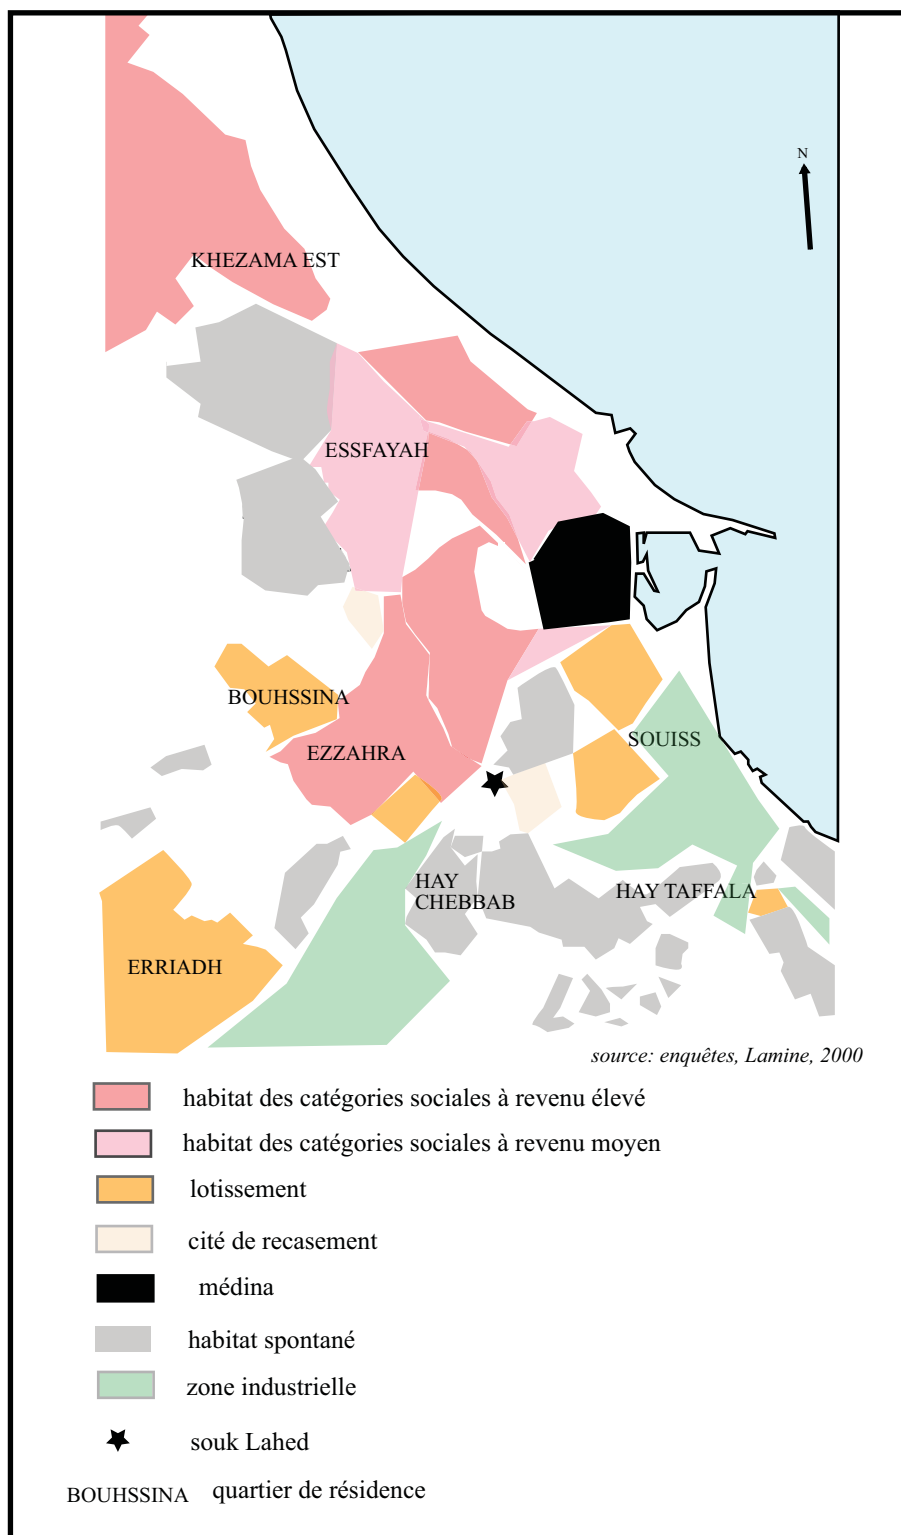 N
KHEZAMA EST
ESSFAYAH
BOUHSSINA
SOUISS
EZZAHRA
HAY
CHEBBAB
HAY TAFFALA
ERRIADH
source: enquêtes, Lamine, 2000
habitat des catégories sociales à revenu élevé
habitat des catégories sociales à revenu moyen
lotissement
cité de recasement
médina
habitat spontané
zone industrielle
souk Lahed
BOUHSSINA quartier de résidence